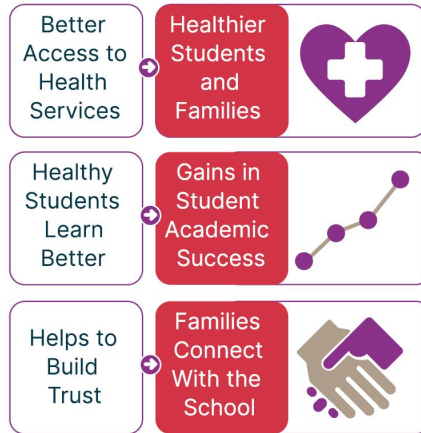 Better
Access to
Health
Services
Healthier
Students
and
Families
Healthy
Students
Learn
Better
Gains in
Student
Academic
Success
Helps to
Build
Trust
Families
Connect
With the
School